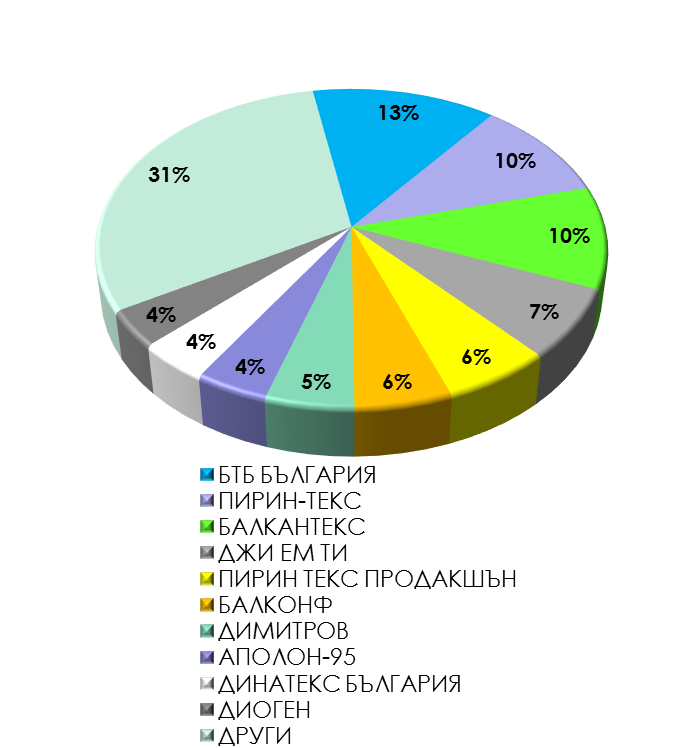 13%
10%
10%
7%
6%
6%
5%
4%
4%
4%
31%
БТБ БЪЛГАРИЯ
ПИРИН-ТЕКС
БАЛКАНТЕКС
ДЖИ ЕМ ТИ
ПИРИН ТЕКС ПРОДАКШЪН
БАЛКОНФ
ДИМИТРОВ
АПОЛОН-95
ДИНАТЕКС БЪЛГАРИЯ
ДИОГЕН
ДРУГИ